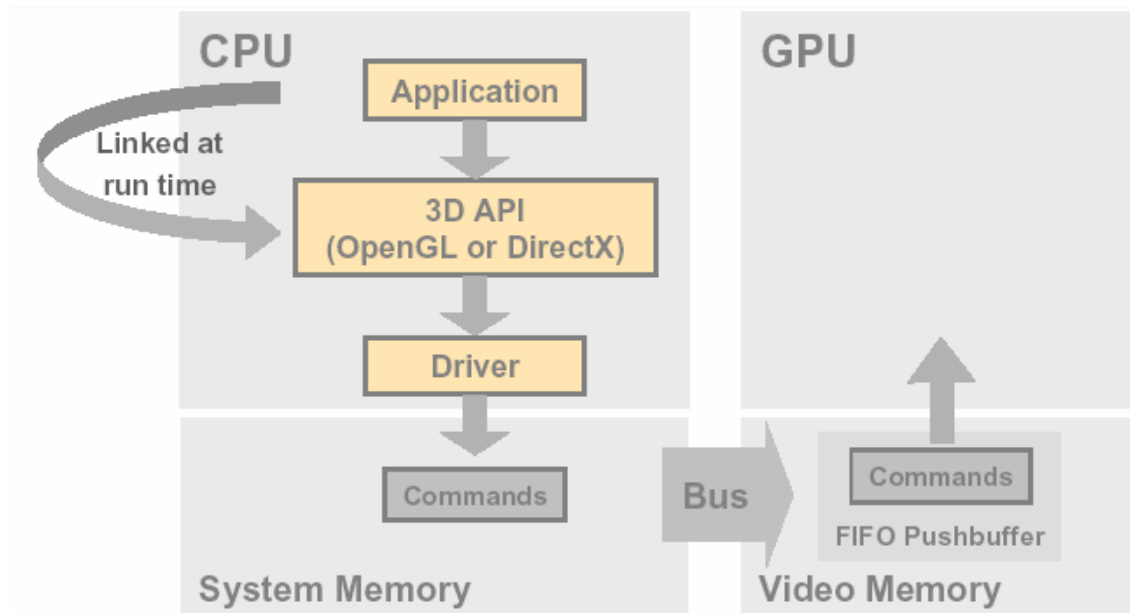 CPU
GPU
Application
Linked at
run time
3D API
(OpenGL or DirectX)
Driver
Commands
Bus
Commands
FIFO Pushbuffer
System Memory
Video Memory